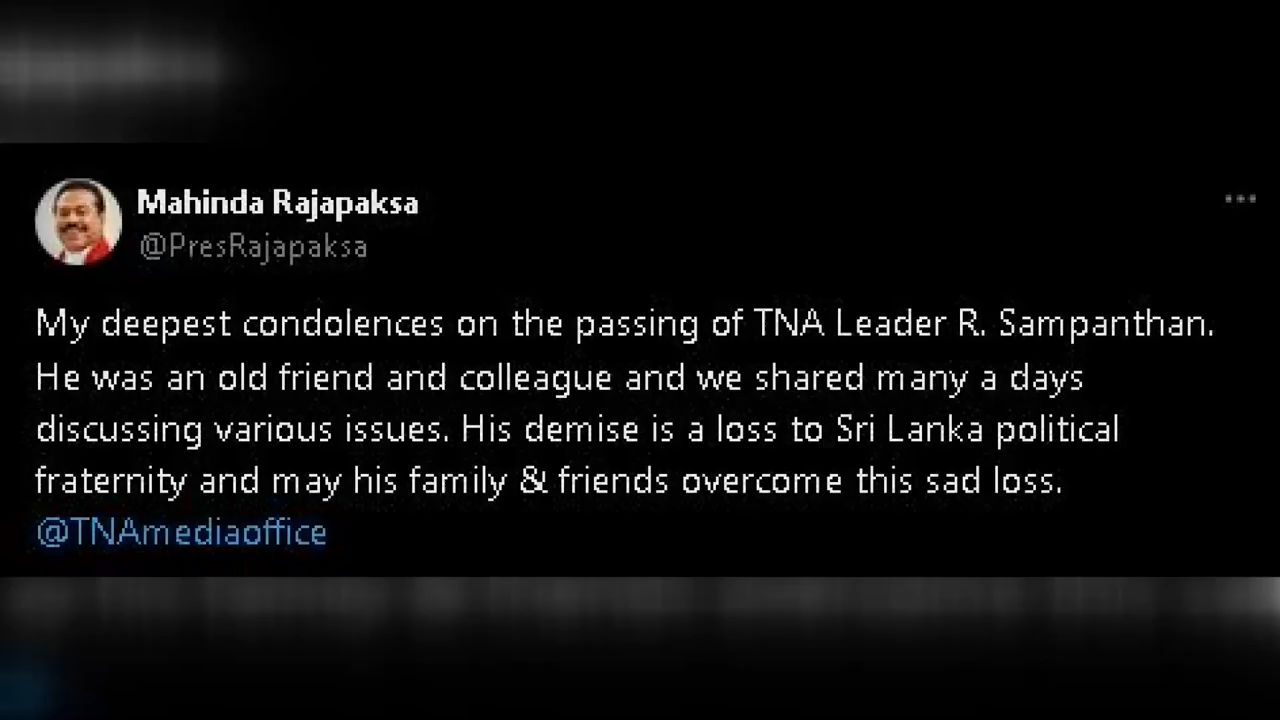 Mahinda Rajapaksa
@PresRajapaksa
My deepest condolences on the passing of TNA Leader R. Sampanthan.
He was an old friend and colleague and we shared many a days
discussing various issues. His demise is a loss to Sri Lanka political
fraternity and may his family & friends overcome this sad loss.
@TNAmediaoffice